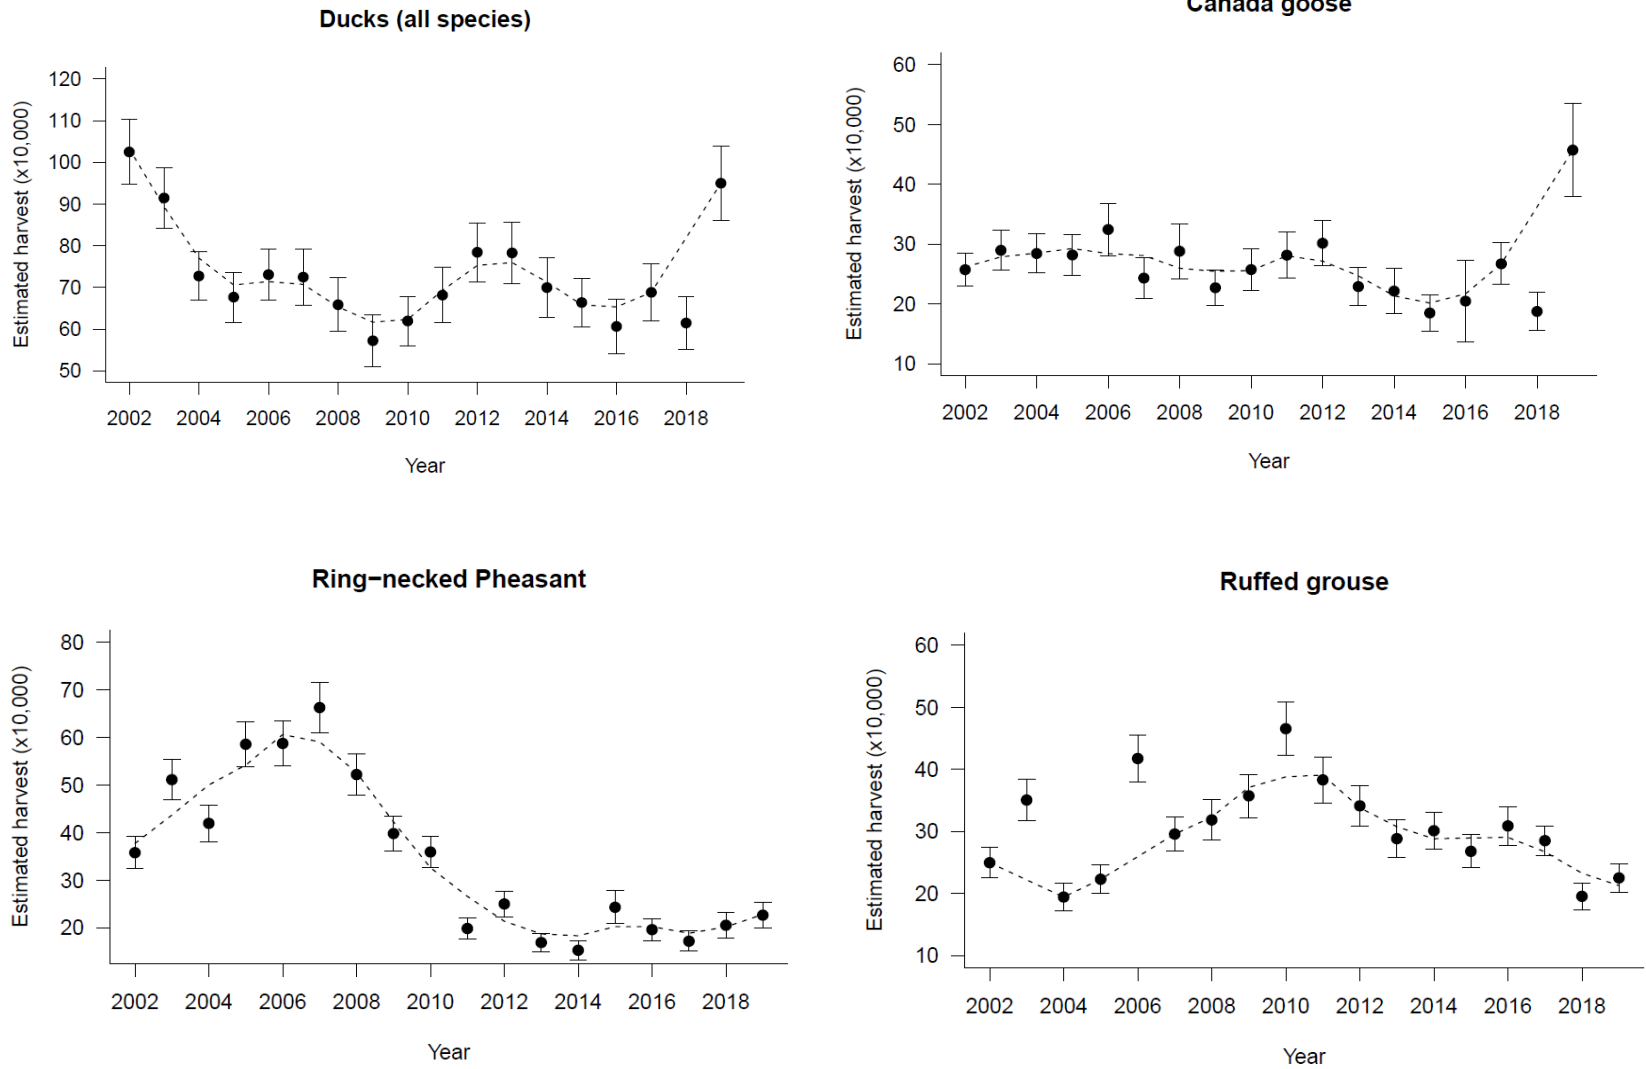 Ducks (all species)
Estimated harvest (x10,000)
120
110
100
90
80
70
60
50
2002 2004 2006 2008 2010 2012 2014 2016 2018
Year
Canada goose
Estimated harvest (x10,000)
60
50
40
30
20
10
2002 2004 2006 2008 2010 2012 2014 2016 2018
Year
Ring−necked Pheasant
Estimated harvest (x10,000)
80
70
60
50
40
30
20
2002 2004 2006 2008 2010 2012 2014 2016 2018
Year
Ruffed grouse
Estimated harvest (x10,000)
60
50
40
30
20
10
2002 2004 2006 2008 2010 2012 2014 2016 2018
Year